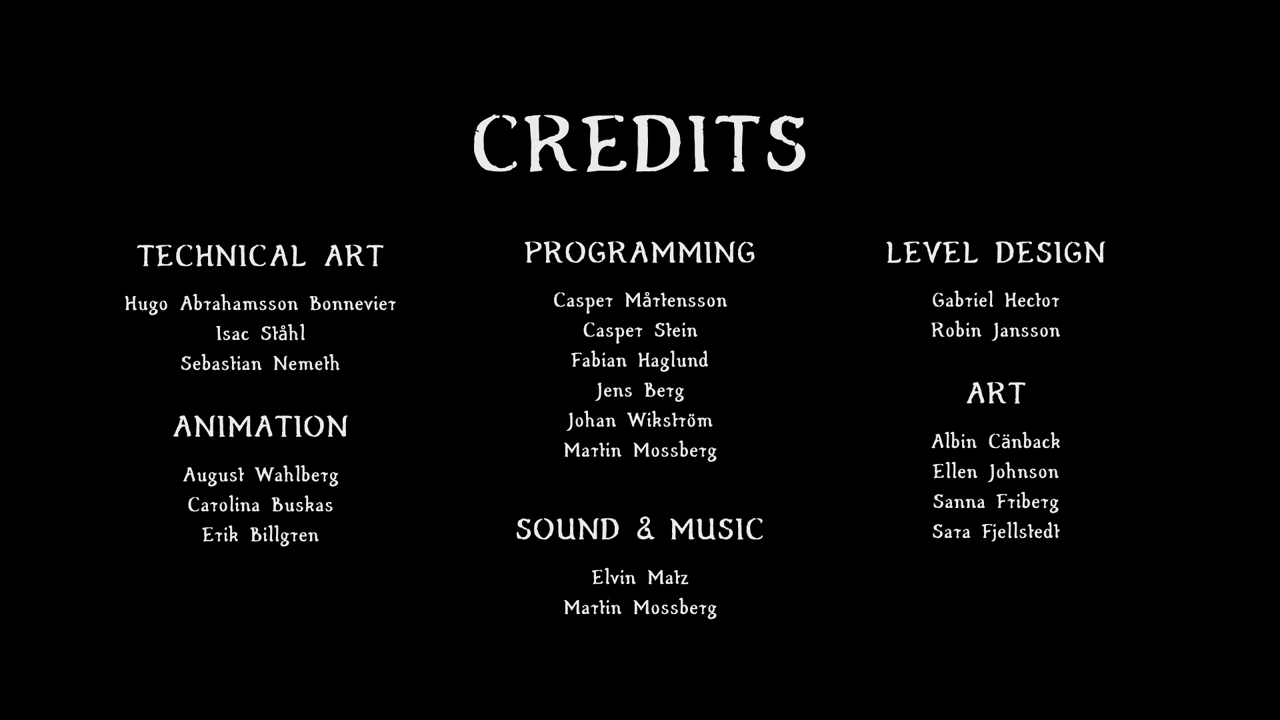 CREDITS
TECHNICAL ART
Hugo Abrahamsson Bonnevier
Isac Ståhl
Sebastian Nemeth
ANIMATION
August Wahlberg
Carolina Buskas
Erik Billgren
PROGRAMMING
Casper Mårtensson
Casper Stein
Fabian Haglund
Jens Berg
Johan Wikström
Martin Mossberg
SOUND & MUSIC
Elvin Matz
Martin Mossberg
LEVEL DESIGN
Gabriel Hector
Robin Jansson
ART
Albin Cänback
Ellen Johnson
Sanna Friberg
Sara Fjellstedt